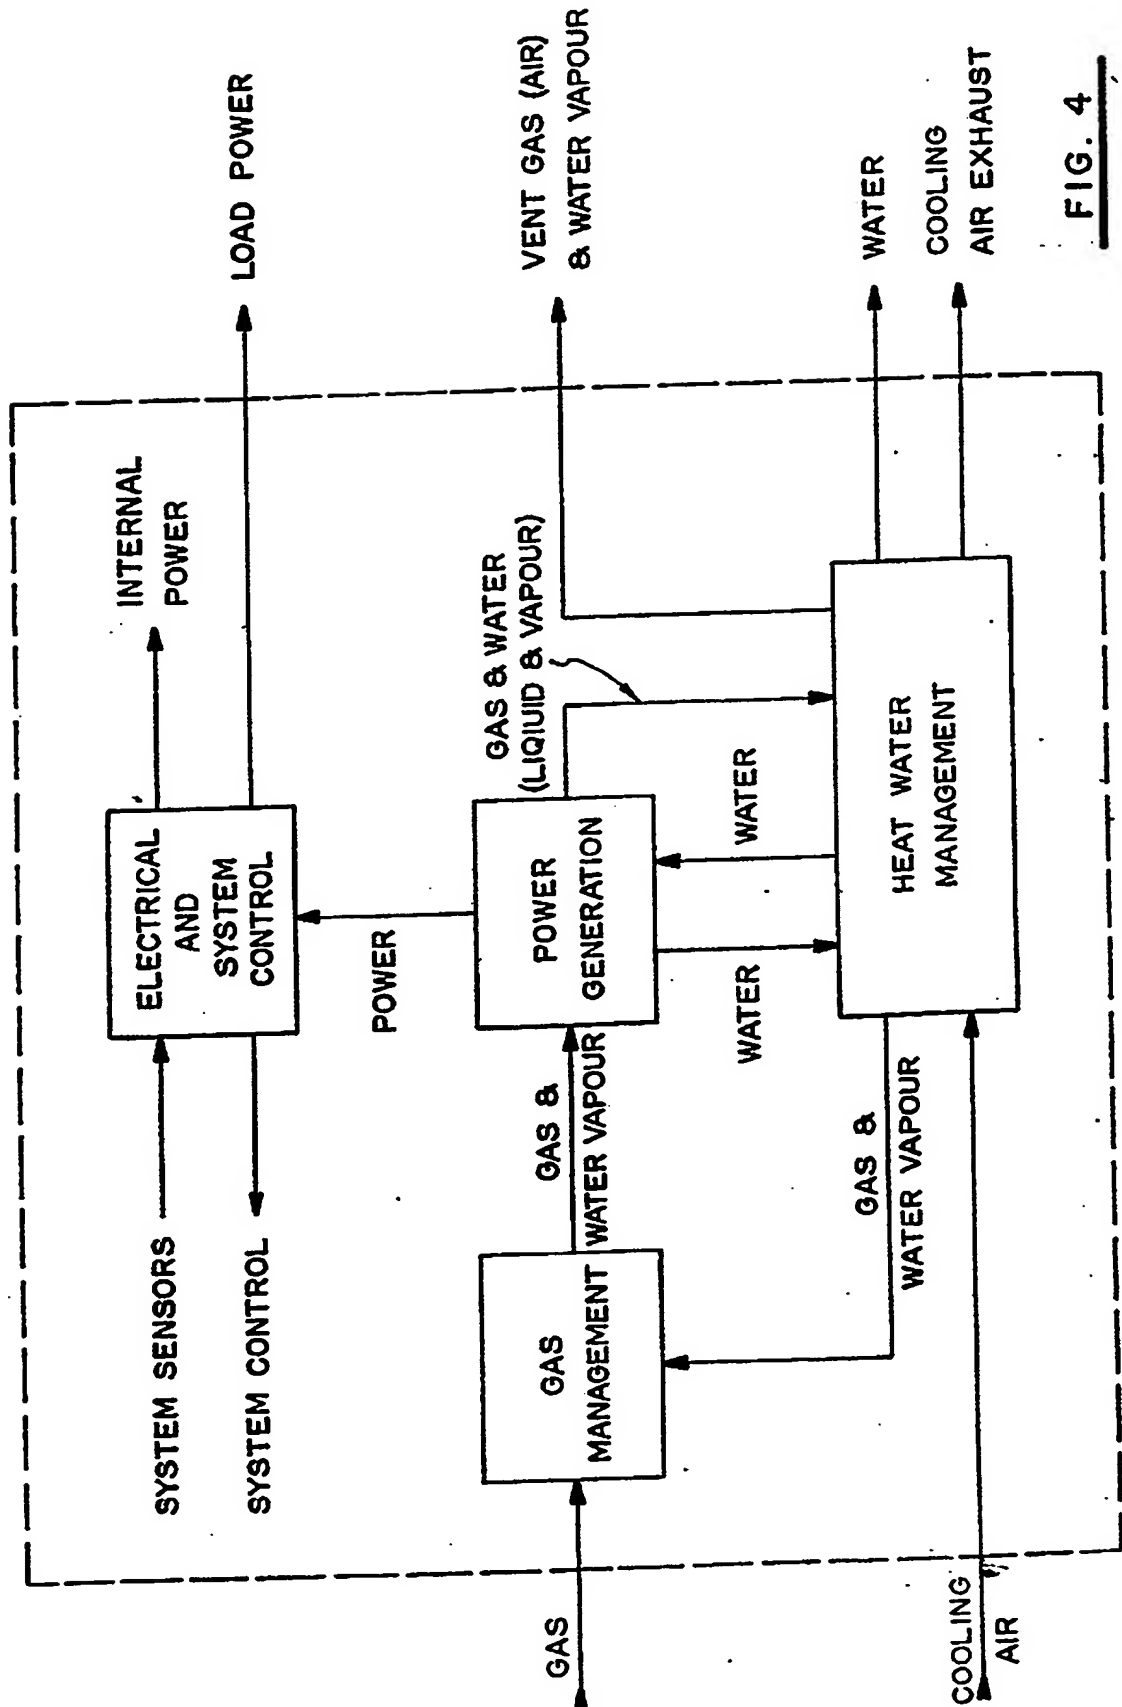 SYSTEM SENSORS
SYSTEM CONTROL
ELECTRICAL
AND
SYSTEM
CONTROL
INTERNAL
POWER
LOAD POWER
POWER
GAS
GAS
MANAGEMENT
GAS &
WATER VAPOUR
POWER
GENERATION
GAS & WATER
(LIQIUID & VAPOUR)
VENT GAS (AIR)
& WATER VAPOUR
WATER
WATER
GAS &
WATER VAPOUR
HEAT WATER
MANAGEMENT
WATER
COOLING
AIR EXHAUST
COOLING
AIR
FIG. 4